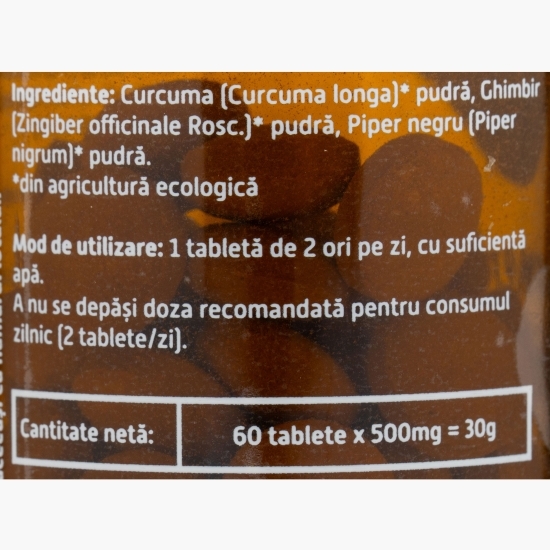 Ingrediente: Curcuma (Curcuma longa)* pudră, Ghimbir
(Zingiber officinale Rosc.)* pudră, Piper negru (Piper
nigrum)* pudră.
*din agricultură ecologică
Mod de utilizare: 1 tabletă de 2 ori pe zi, cu suficientă
apă.
A nu se depăși doza recomandată pentru consumul
zilnic (2 tablete/zi).
Cantitate netă: 60 tablete x 500mg = 30g